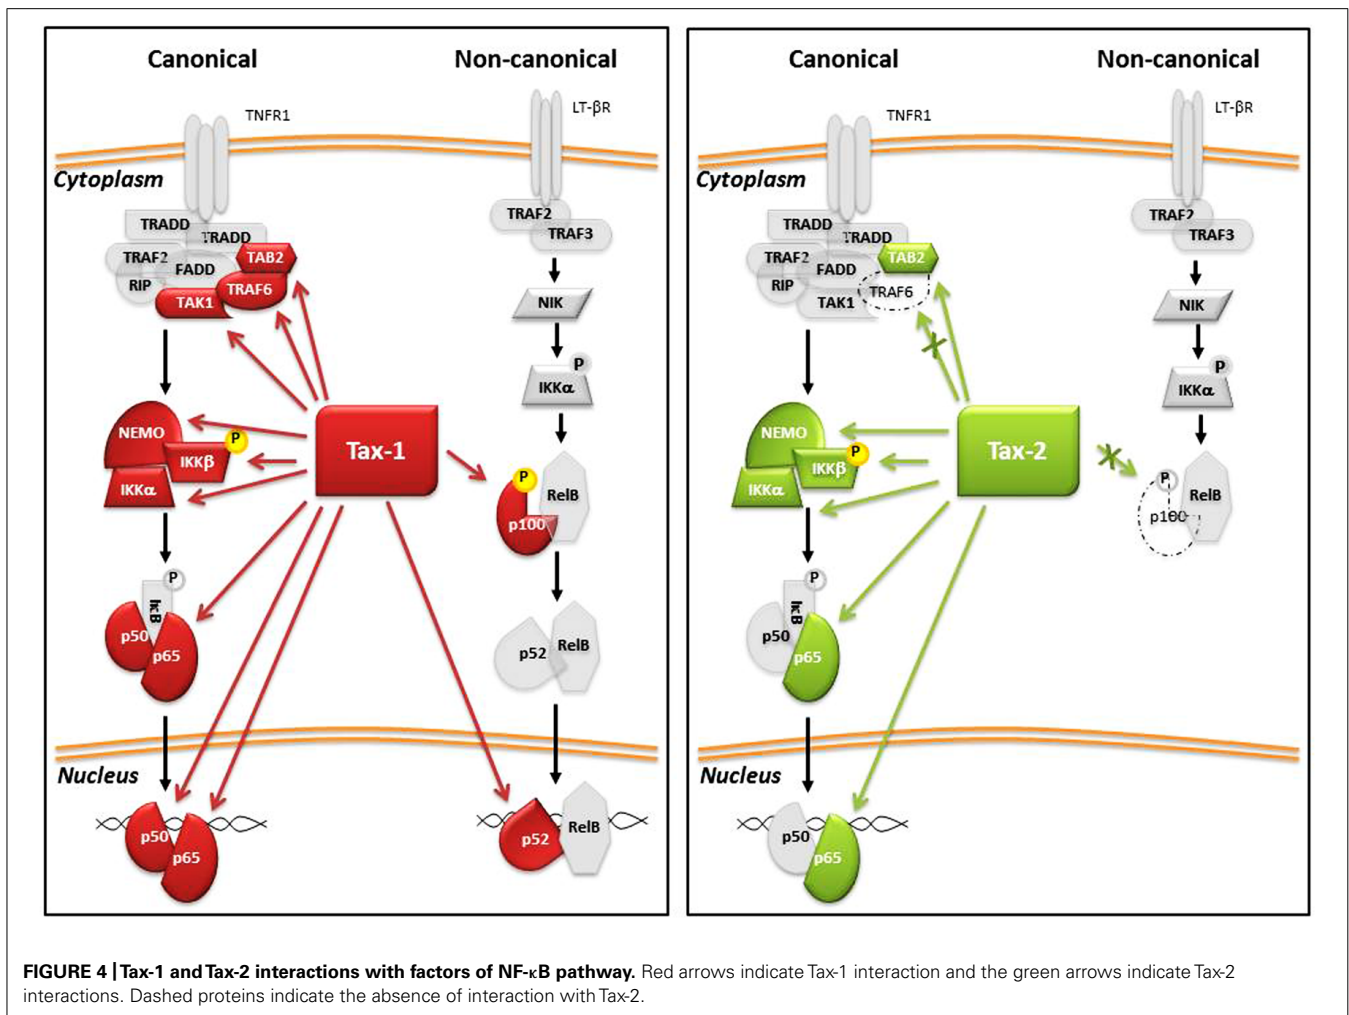 Canonical
Non-canonical
TNFR1
LT-βR
Cytoplasm
TRADD
TRADD
TRAF2
FADD
TAB2
RIP
TAK1
TRAF6
TRAF2
TRAF3
NIK
P
IKKα
NEMO
P
IKKβ
IKKα
Tax-1
P
p100
RelB
P
IκB
p50
p65
p52
RelB
Nucleus
p50
p65
p52
RelB
Canonical
Non-canonical
TNFR1
LT-βR
Cytoplasm
TRADD
TRADD
TRAF2
FADD
TAB2
RIP
TAK1
TRAF6
TRAF2
TRAF3
NIK
P
IKKα
NEMO
P
IKKβ
IKKα
Tax-2
P
p100
RelB
P
IκB
p50
p65
Nucleus
p50
p65
FIGURE 4 | Tax-1 and Tax-2 interactions with factors of NF-κB pathway. Red arrows indicate Tax-1 interaction and the green arrows indicate Tax-2
interactions. Dashed proteins indicate the absence of interaction with Tax-2.